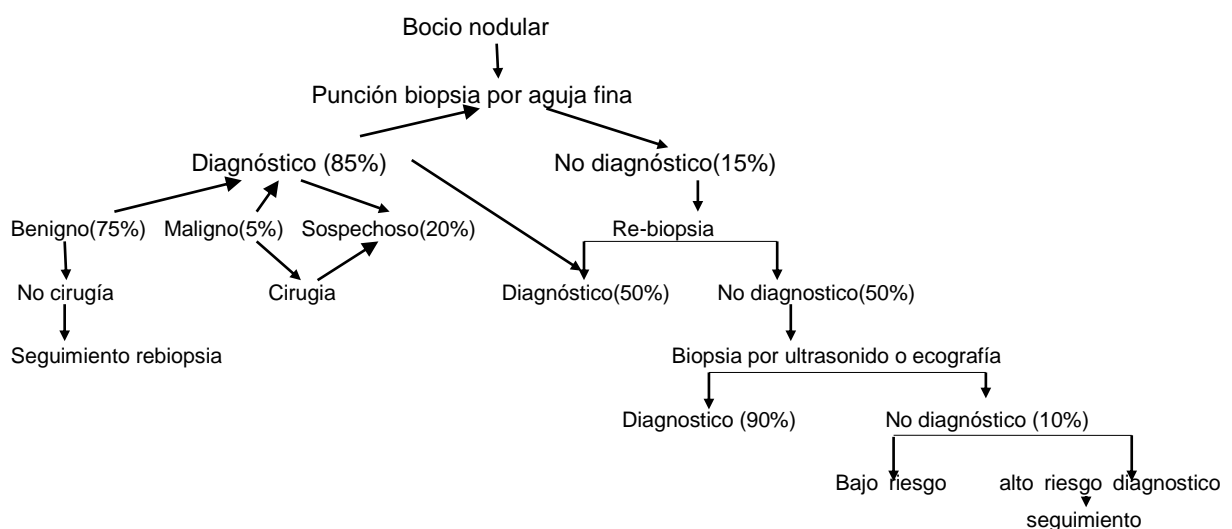 Bocio nodular
Punción biopsia por aguja fina
Diagnóstico (85%) No diagnóstico(15%)
Benigno(75%) Maligno(5%) Sospechoso(20%) Re-biopsia
No cirugía Cirugia Diagnóstico(50%) No diagnostico(50%)
Seguimiento rebiopsia Biopsia por ultrasonido o ecografía
Diagnostico (90%) No diagnóstico (10%)
Bajo riesgo alto riesgo diagnostico
seguimiento